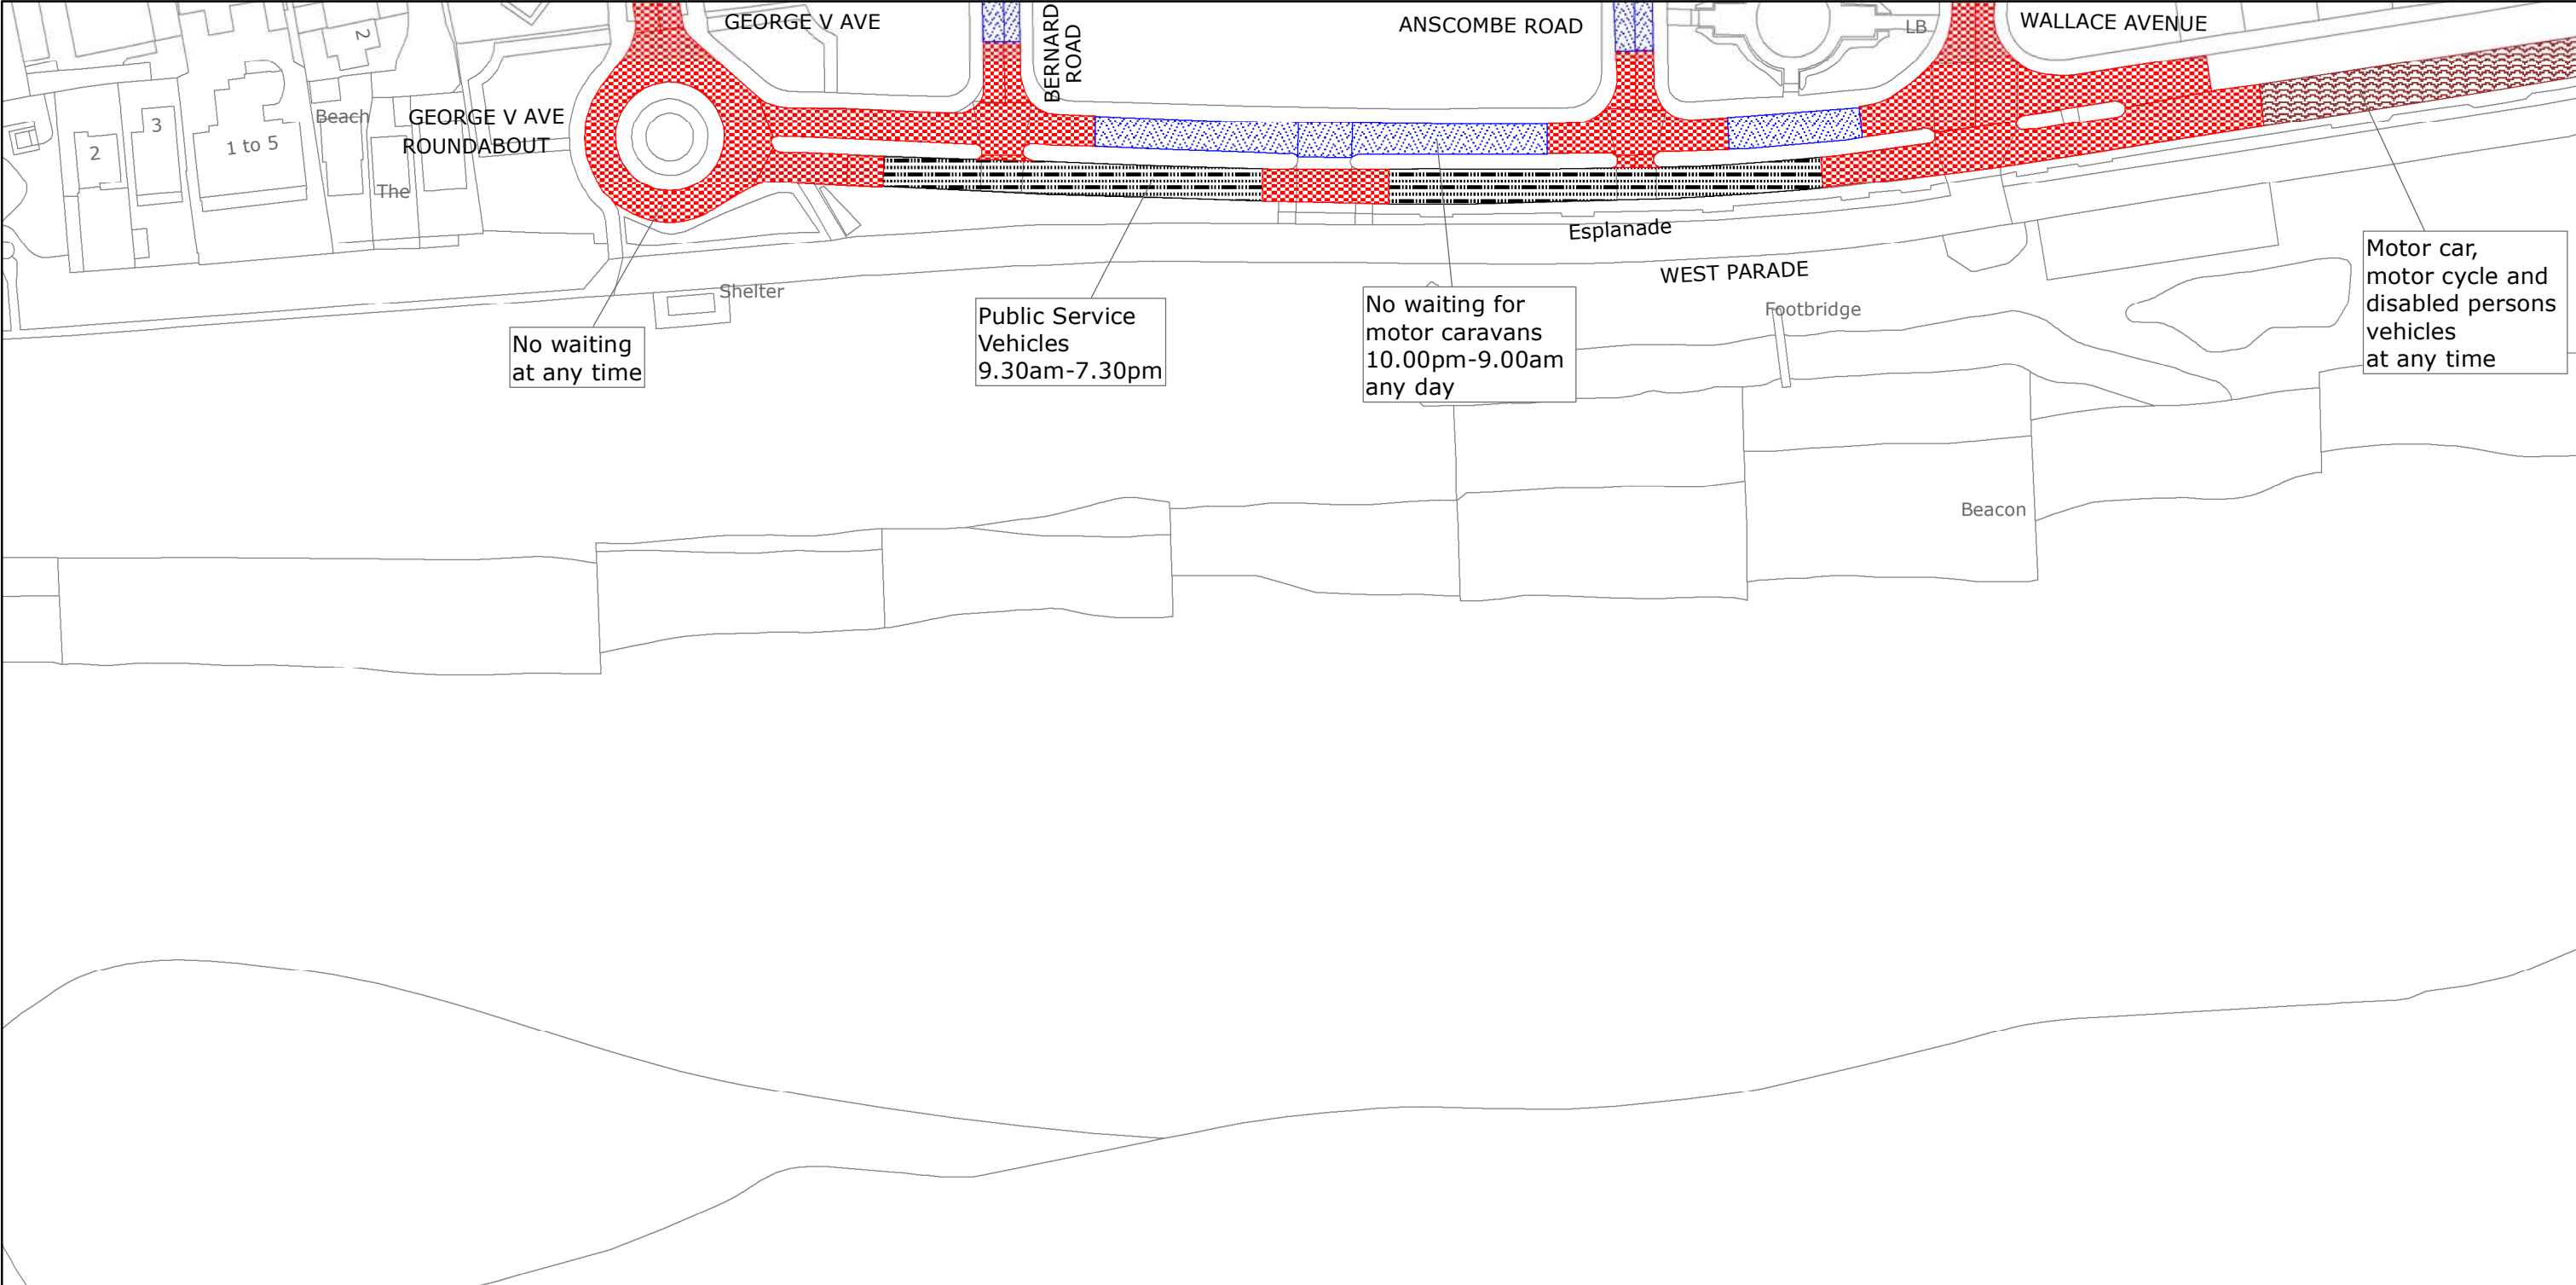 GEORGE V AVE
BERNARD
ROAD
ANSCOMBE ROAD
LB
WALLACE AVENUE
2
GEORGE V AVE
ROUNDABOUT
Beach
3
2
1 to 5
The
Esplanade
WEST PARADE
Shelter
Footbridge
No waiting
at any time
Public Service
Vehicles
9.30am-7.30pm
No waiting for
motor caravans
10.00pm-9.00am
any day
Motor car,
motor cycle and
disabled persons
vehicles
at any time
Beacon